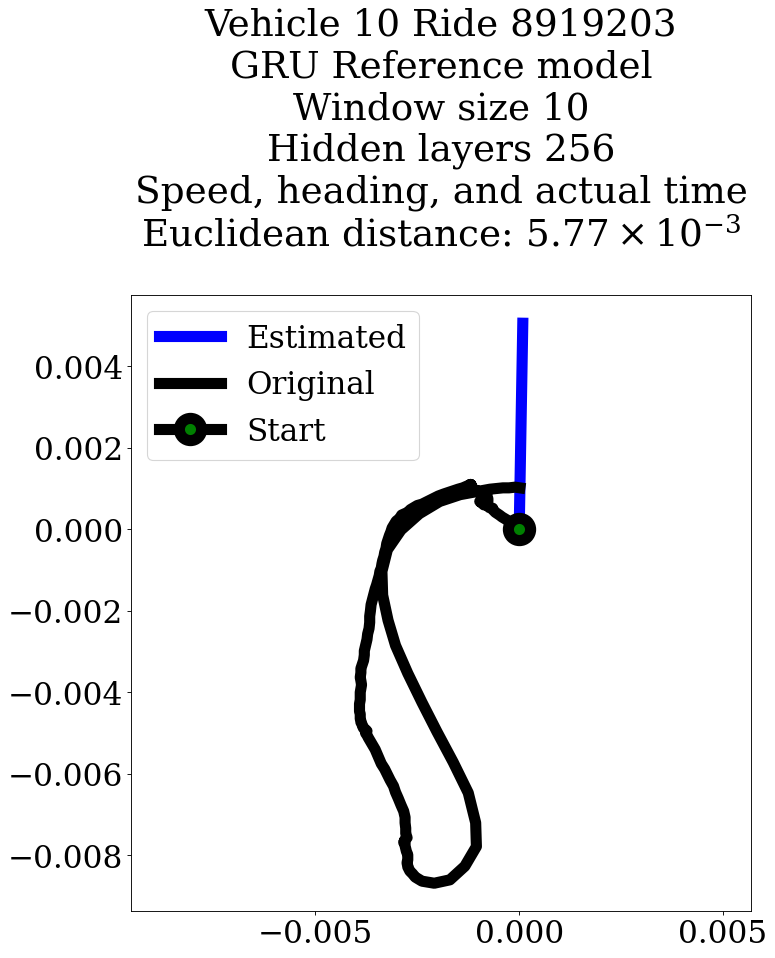 Vehicle 10 Ride 8919203
GRU Reference model
Window size 10
Hidden layers 256
Speed, heading, and actual time
Euclidean distance: 5.77 × 10⁻³
Estimated
Original
Start
0.004
0.002
0.000
−0.002
−0.004
−0.006
−0.008
−0.005
0.000
0.005